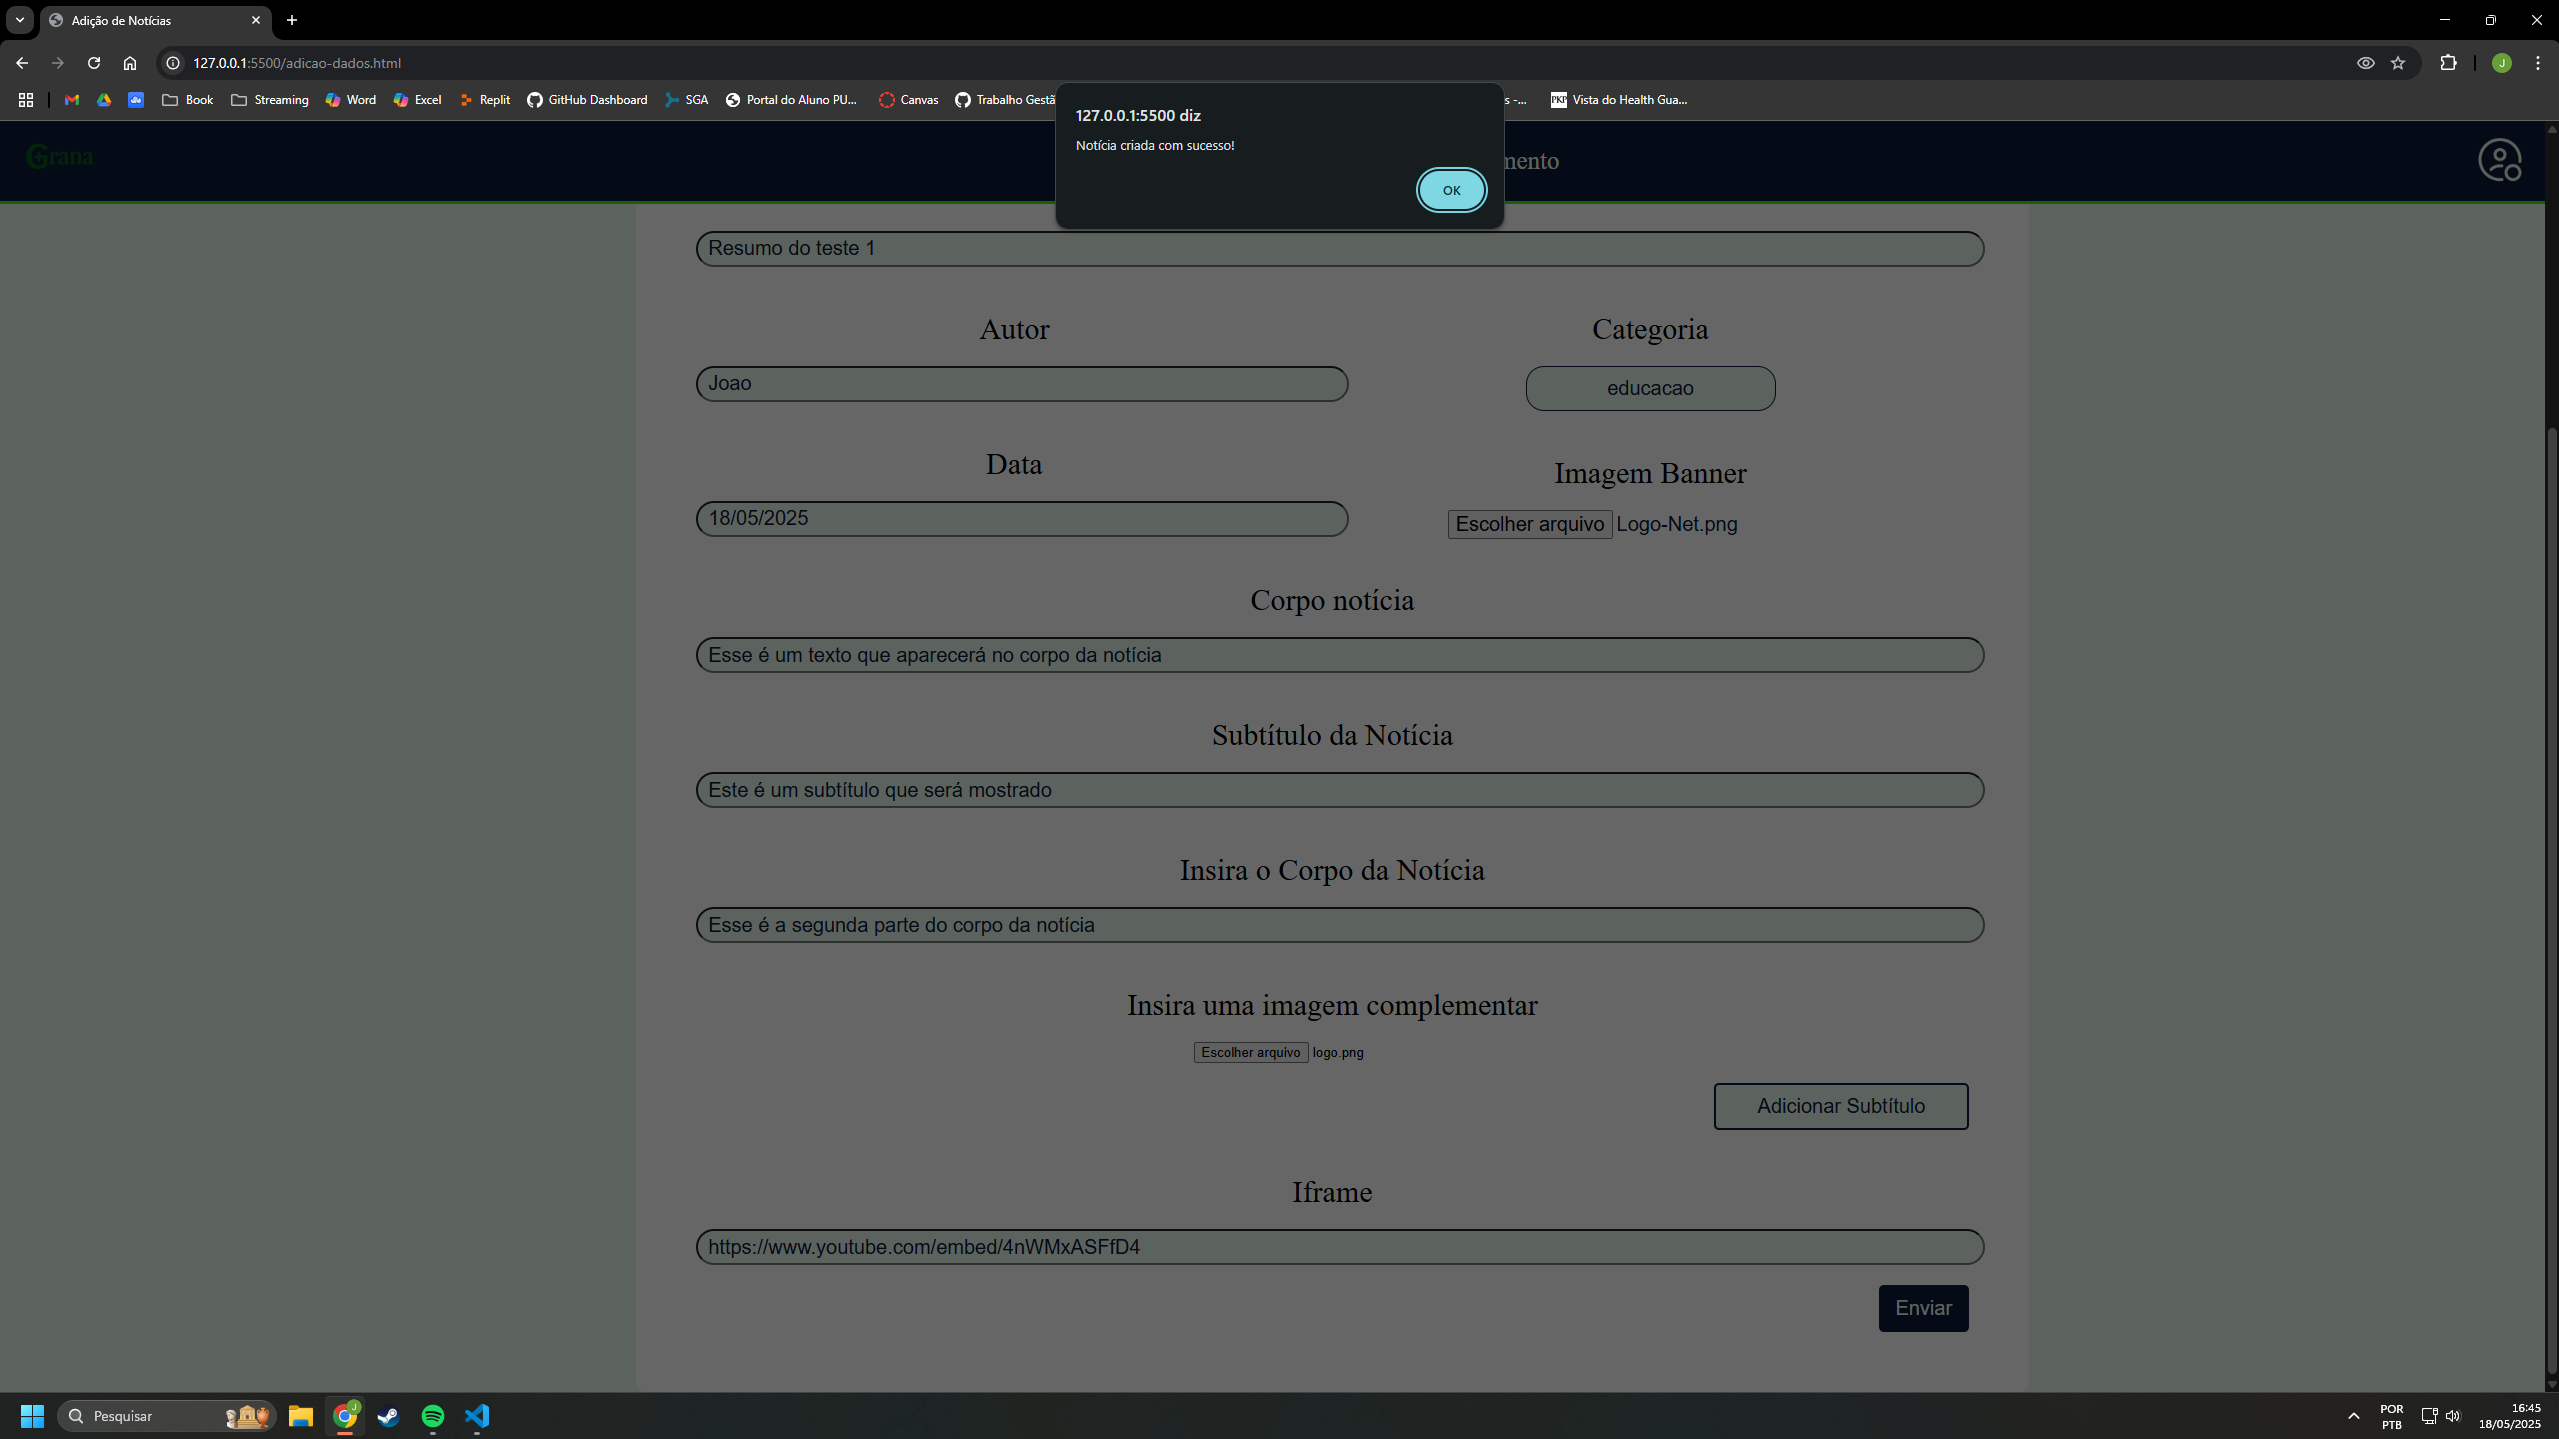 Adição de Notícias
127.0.0.1:5500/adicao-dados.html
Book
Streaming
Word
Excel
Replit
GitHub Dashboard
SGA
Portal do Aluno PU...
Canvas
Trabalho Gestã
s -...
PKP
Vista do Health Gua...
J
127.0.0.1:5500 diz
Notícia criada com sucesso!
OK
Grana
mento
Resumo do teste 1
Autor
Categoria
Joao
educacao
Data
Imagem Banner
18/05/2025
Escolher arquivo Logo-Net.png
Corpo notícia
Esse é um texto que aparecerá no corpo da notícia
Subtítulo da Notícia
Este é um subtítulo que será mostrado
Insira o Corpo da Notícia
Esse é a segunda parte do corpo da notícia
Insira uma imagem complementar
Escolher arquivo logo.png
Adicionar Subtítulo
Iframe
https://www.youtube.com/embed/4nWMxASFfD4
Enviar
Pesquisar
J
POR
PTB
16:45
18/05/2025